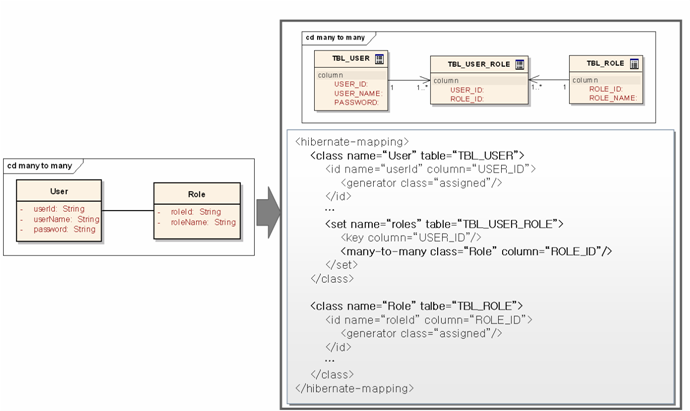 cd many to many
User
- userId: String
- userName: String
- password: String
Role
- roleId: String
- roleName: String
cd many to many
TBL_USER
column
USER_ID:
USER_NAME:
PASSWORD:
1
1..*
TBL_USER_ROLE
column
USER_ID:
ROLE_ID:
1..*
1
TBL_ROLE
column
ROLE_ID:
ROLE_NAME:
<hibernate-mapping>
<class name=“User” table=“TBL_USER”>
<id name=“userId” column=“USER_ID”>
<generator class=“assigned”/>
</id>
…
<set name=“roles” table=“TBL_USER_ROLE”>
<key column=“USER_ID”/>
<many-to-many class=“Role” column=“ROLE_ID”/>
</set>
</class>
<class name=“Role” talbe=“TBL_ROLE”>
<id name=“roleId” column=“ROLE_ID”>
<generator class=“assigned”/>
</id>
…
</class>
</hibernate-mapping>